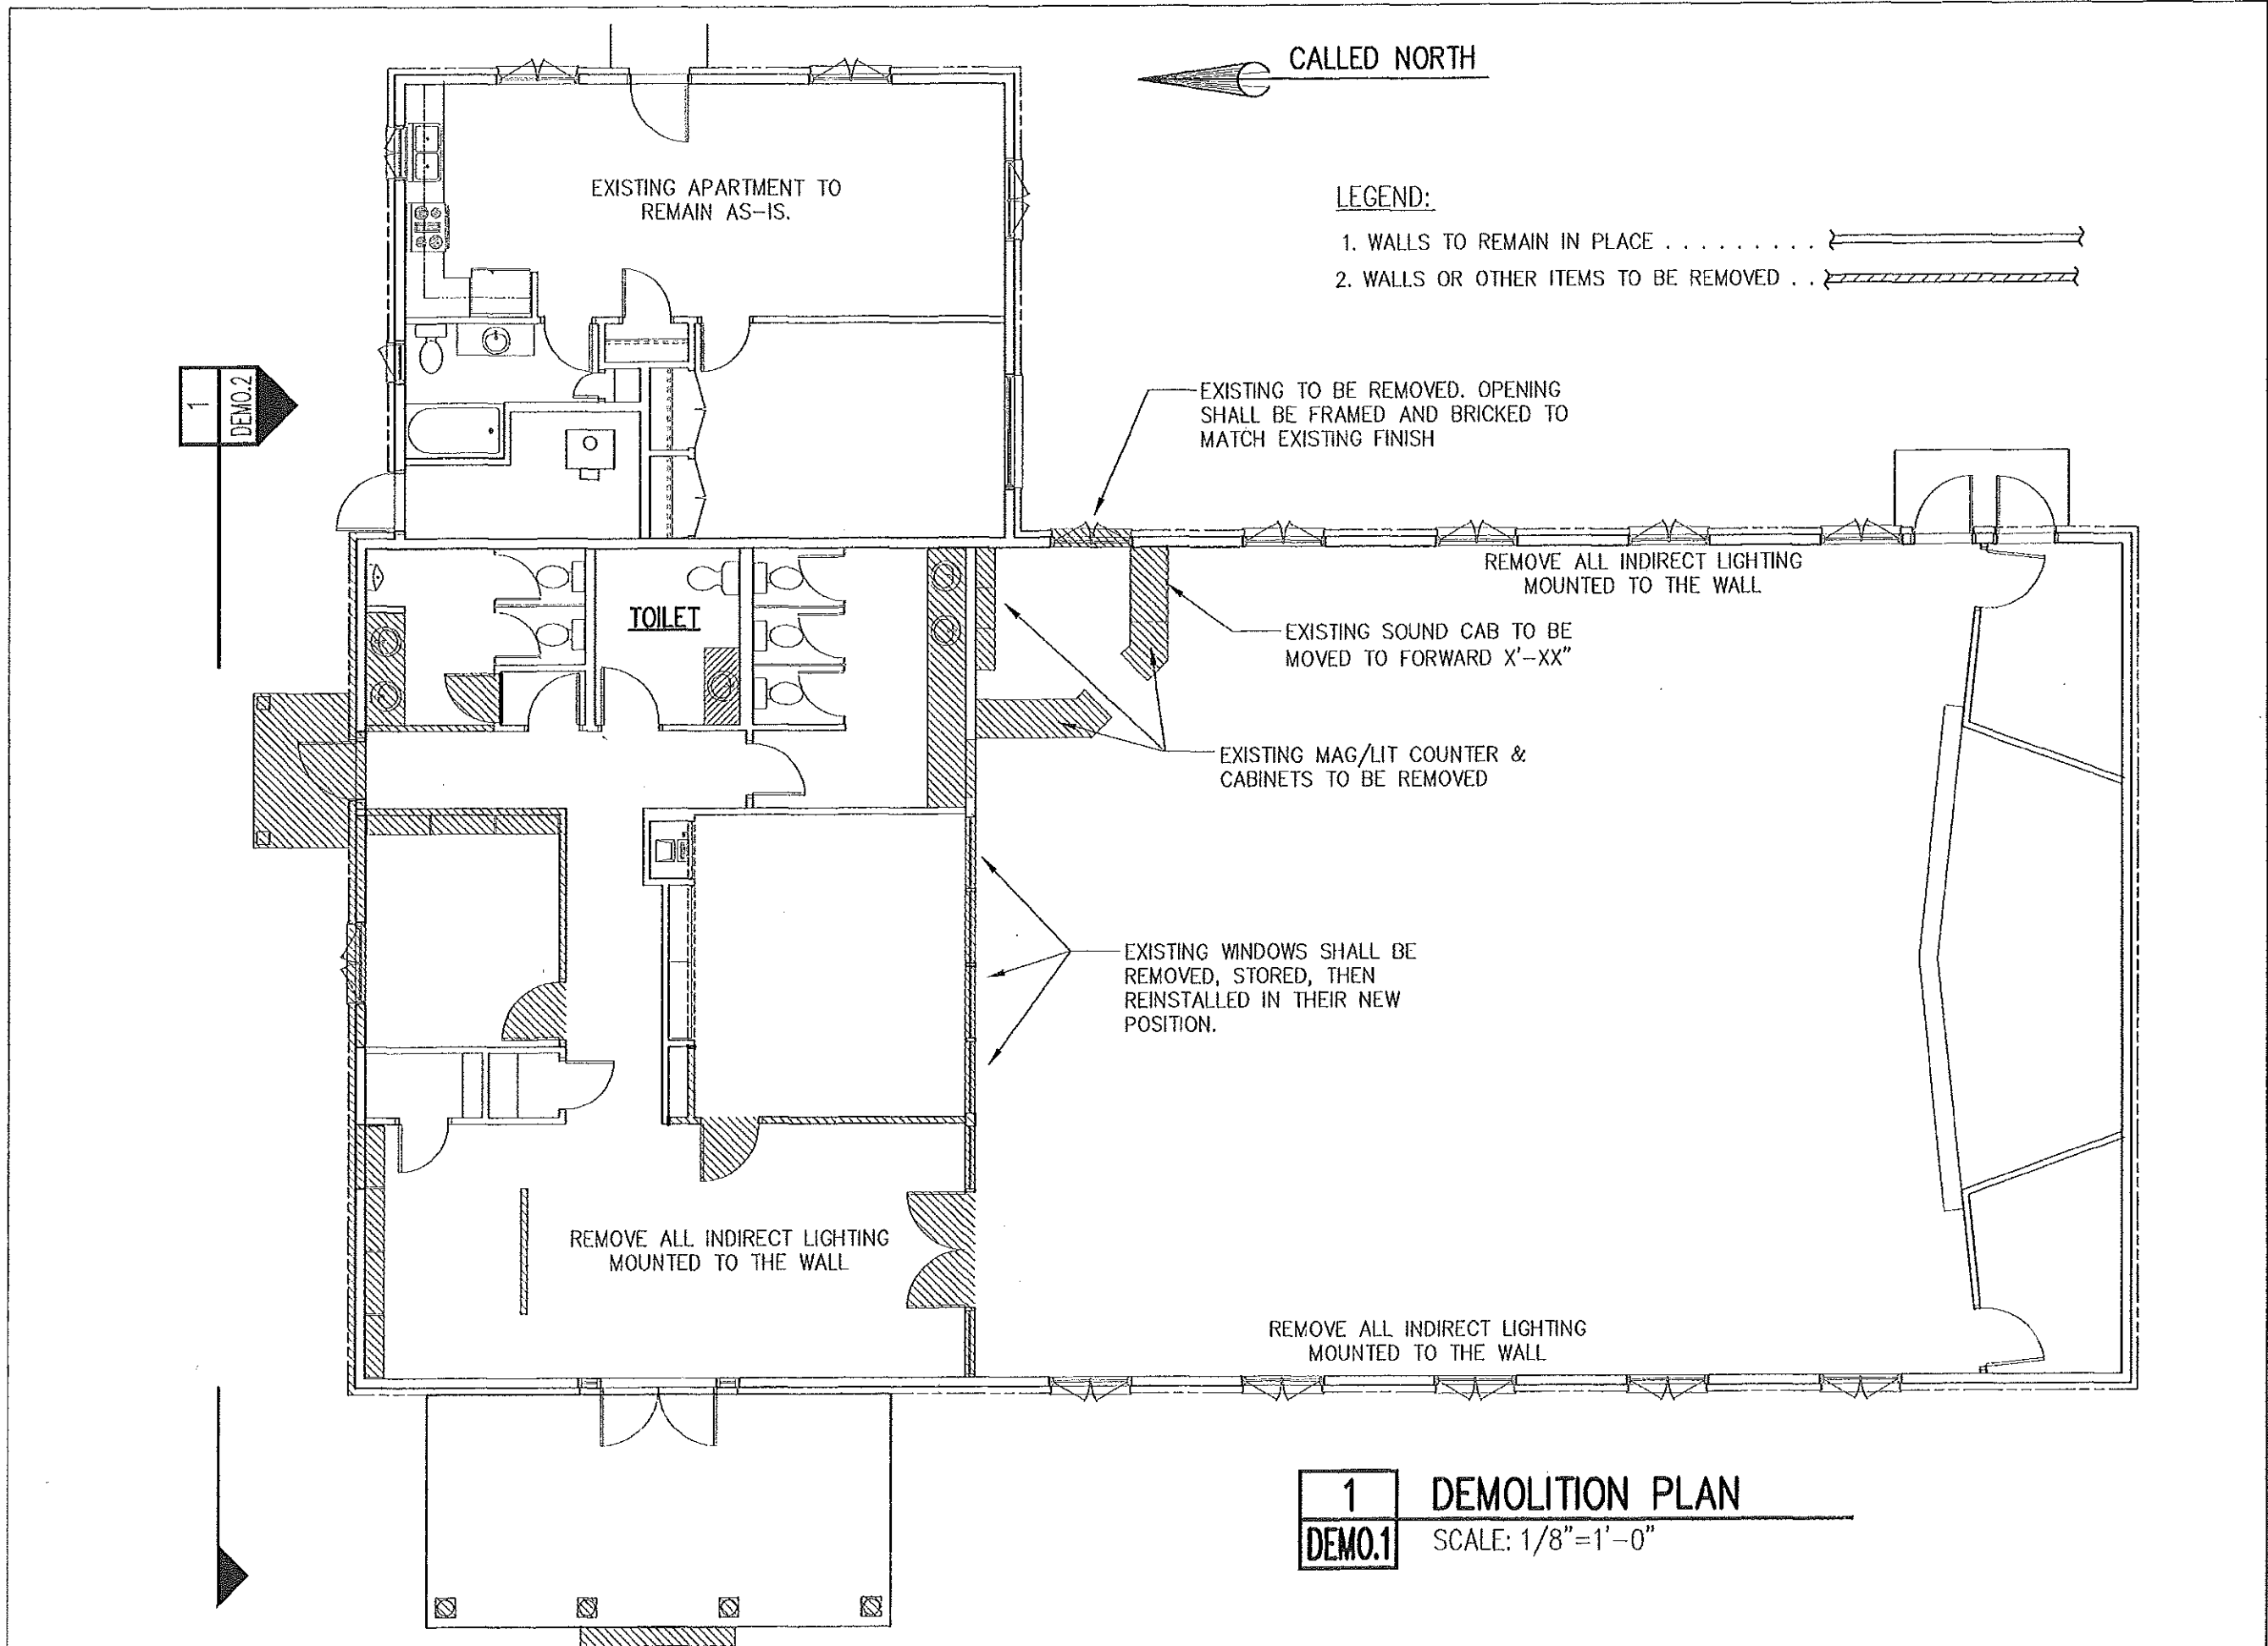 CALLED NORTH
EXISTING APARTMENT TO
REMAIN AS-IS.
LEGEND:
1. WALLS TO REMAIN IN PLACE . . . . . . . . .
2. WALLS OR OTHER ITEMS TO BE REMOVED . .
1
DEMO.2
EXISTING TO BE REMOVED. OPENING
SHALL BE FRAMED AND BRICKED TO
MATCH EXISTING FINISH
REMOVE ALL INDIRECT LIGHTING
MOUNTED TO THE WALL
TOILET
EXISTING SOUND CAB TO BE
MOVED TO FORWARD X'-XX"
EXISTING MAG/LIT COUNTER &
CABINETS TO BE REMOVED
EXISTING WINDOWS SHALL BE
REMOVED, STORED, THEN
REINSTALLED IN THEIR NEW
POSITION.
REMOVE ALL INDIRECT LIGHTING
MOUNTED TO THE WALL
REMOVE ALL INDIRECT LIGHTING
MOUNTED TO THE WALL
1
DEMO.1
DEMOLITION PLAN
SCALE: 1/8"=1'-0"